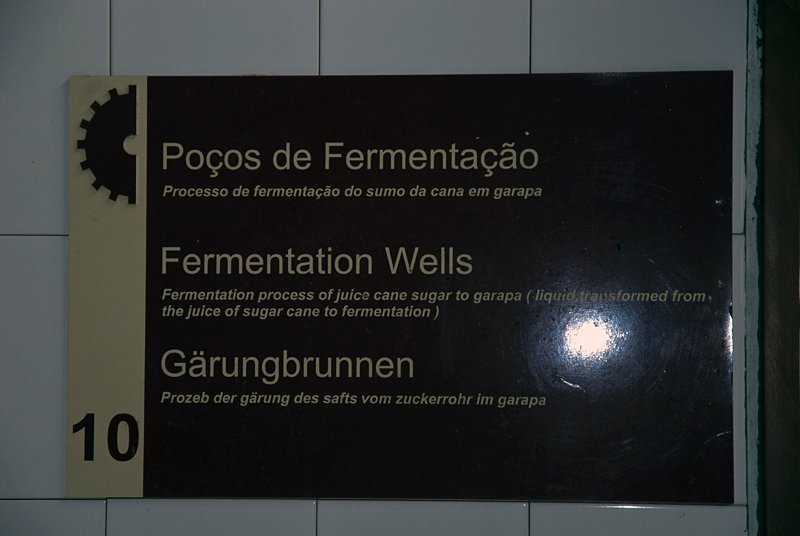 Poços de Fermentação
Processo de fermentação do sumo da cana em garapa
Fermentation Wells
Fermentation process of juice cane sugar to garapa ( liquid transformed from
the juice of sugar cane to fermentation )
Gärungbrunnen
Prozeb der gärung des safts vom zuckerrohr im garapa
10